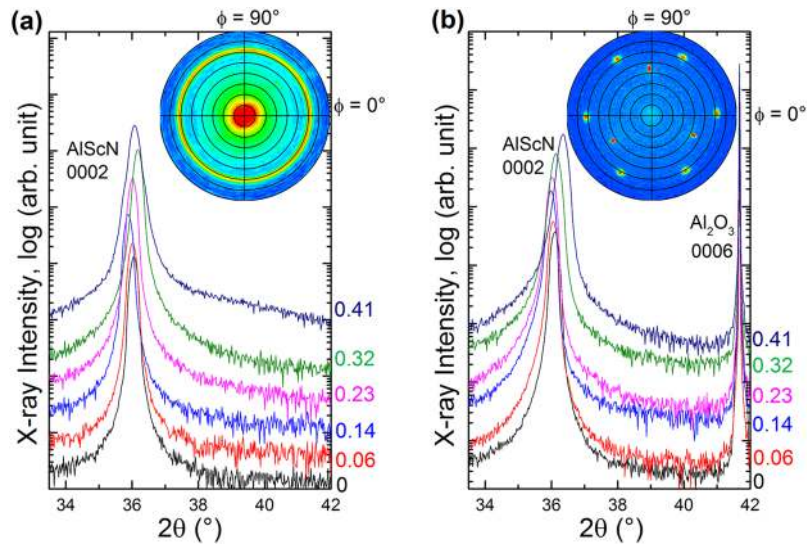 (a)
ϕ = 90°
ϕ = 0°
AlScN
0002
X-ray Intensity, log (arb. unit)
0.41
0.32
0.23
0.14
0.06
0
34 36 38 40 42
2θ (°)
(b)
ϕ = 90°
ϕ = 0°
AlScN
0002
Al₂O₃
0006
X-ray Intensity, log (arb. unit)
0.41
0.32
0.23
0.14
0.06
0
34 36 38 40 42
2θ (°)